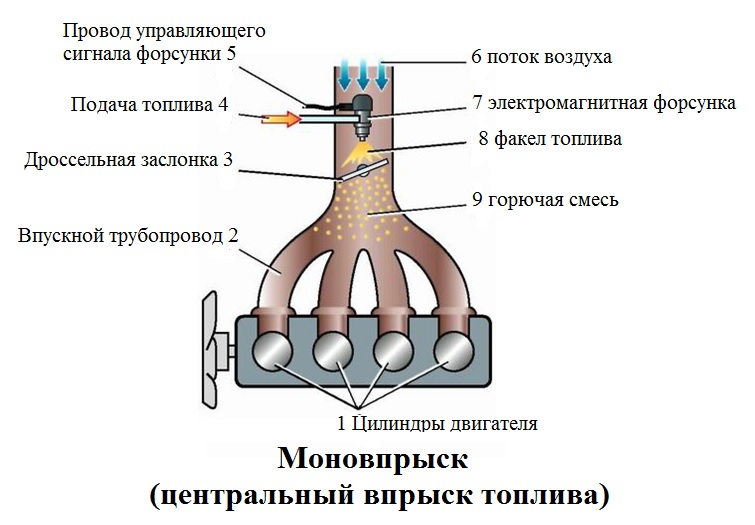 Провод управляющего
сигнала форсунки 5
6 поток воздуха
Подача топлива 4
7 электромагнитная форсунка
8 факел топлива
Дроссельная заслонка 3
9 горючая смесь
Впускной трубопровод 2
1 Цилиндры двигателя
Моновпрыск
(центральный впрыск топлива)